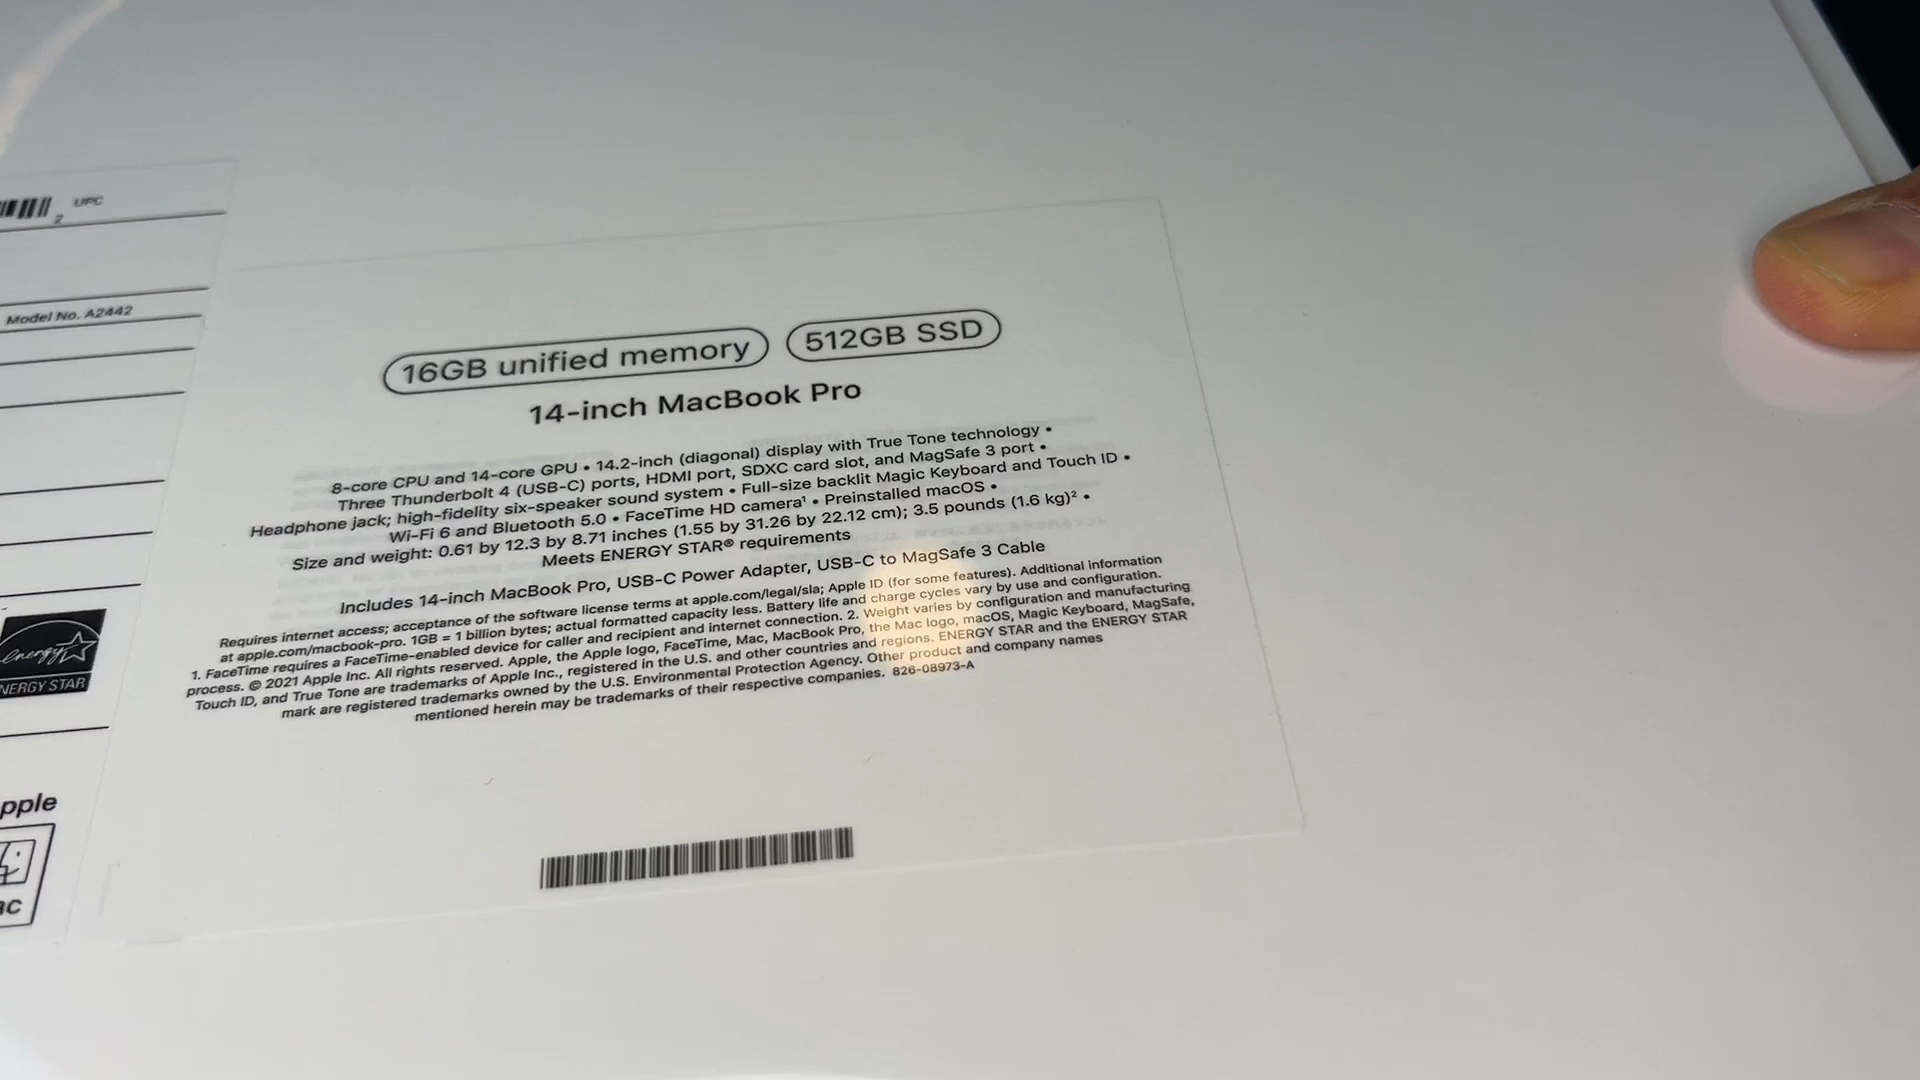 2 UPC
Model No. A2442
16GB unified memory 512GB SSD
14-inch MacBook Pro
8-core CPU and 14-core GPU • 14.2-inch (diagonal) display with True Tone technology •
Three Thunderbolt 4 (USB-C) ports, HDMI port, SDXC card slot, and MagSafe 3 port •
Headphone jack; high-fidelity six-speaker sound system • Full-size backlit Magic Keyboard and Touch ID •
Wi-Fi 6 and Bluetooth 5.0 • FaceTime HD camera¹ • Preinstalled macOS •
Size and weight: 0.61 by 12.3 by 8.71 inches (1.55 by 31.26 by 22.12 cm); 3.5 pounds (1.6 kg)² •
Meets ENERGY STAR® requirements
Includes 14-inch MacBook Pro, USB-C Power Adapter, USB-C to MagSafe 3 Cable
Requires internet access; acceptance of the software license terms at apple.com/legal/sla; Apple ID (for some features). Additional information
at apple.com/macbook-pro. 1GB = 1 billion bytes; actual formatted capacity less. Battery life and charge cycles vary by use and configuration.
1. FaceTime requires a FaceTime-enabled device for caller and recipient and internet connection. 2. Weight varies by configuration and manufacturing
process. © 2021 Apple Inc. All rights reserved. Apple, the Apple logo, FaceTime, Mac, MacBook Pro, the Mac logo, macOS, Magic Keyboard, MagSafe,
Touch ID, and True Tone are trademarks of Apple Inc., registered in the U.S. and other countries and regions. ENERGY STAR and the ENERGY STAR
mark are registered trademarks owned by the U.S. Environmental Protection Agency. Other product and company names
mentioned herein may be trademarks of their respective companies. 826-08973-A
energy
ENERGY STAR
pple